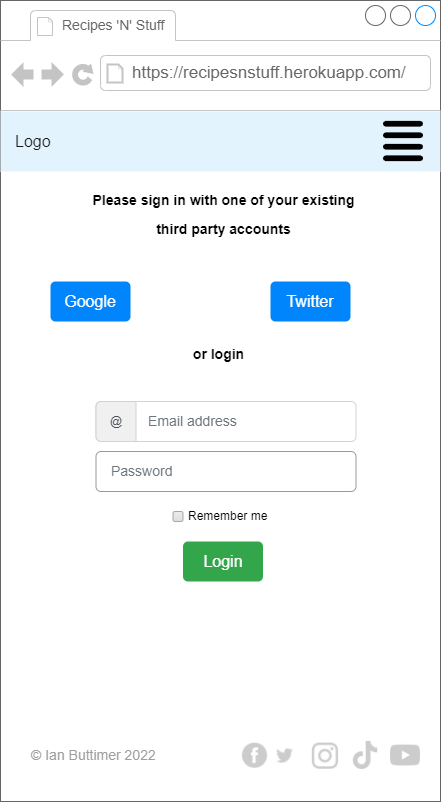 Recipes 'N' Stuff
https://recipesnstuff.herokuapp.com/
Logo
Please sign in with one of your existing
third party accounts
Google
Twitter
or login
@ Email address
Password
Remember me
Login
© Ian Buttimer 2022